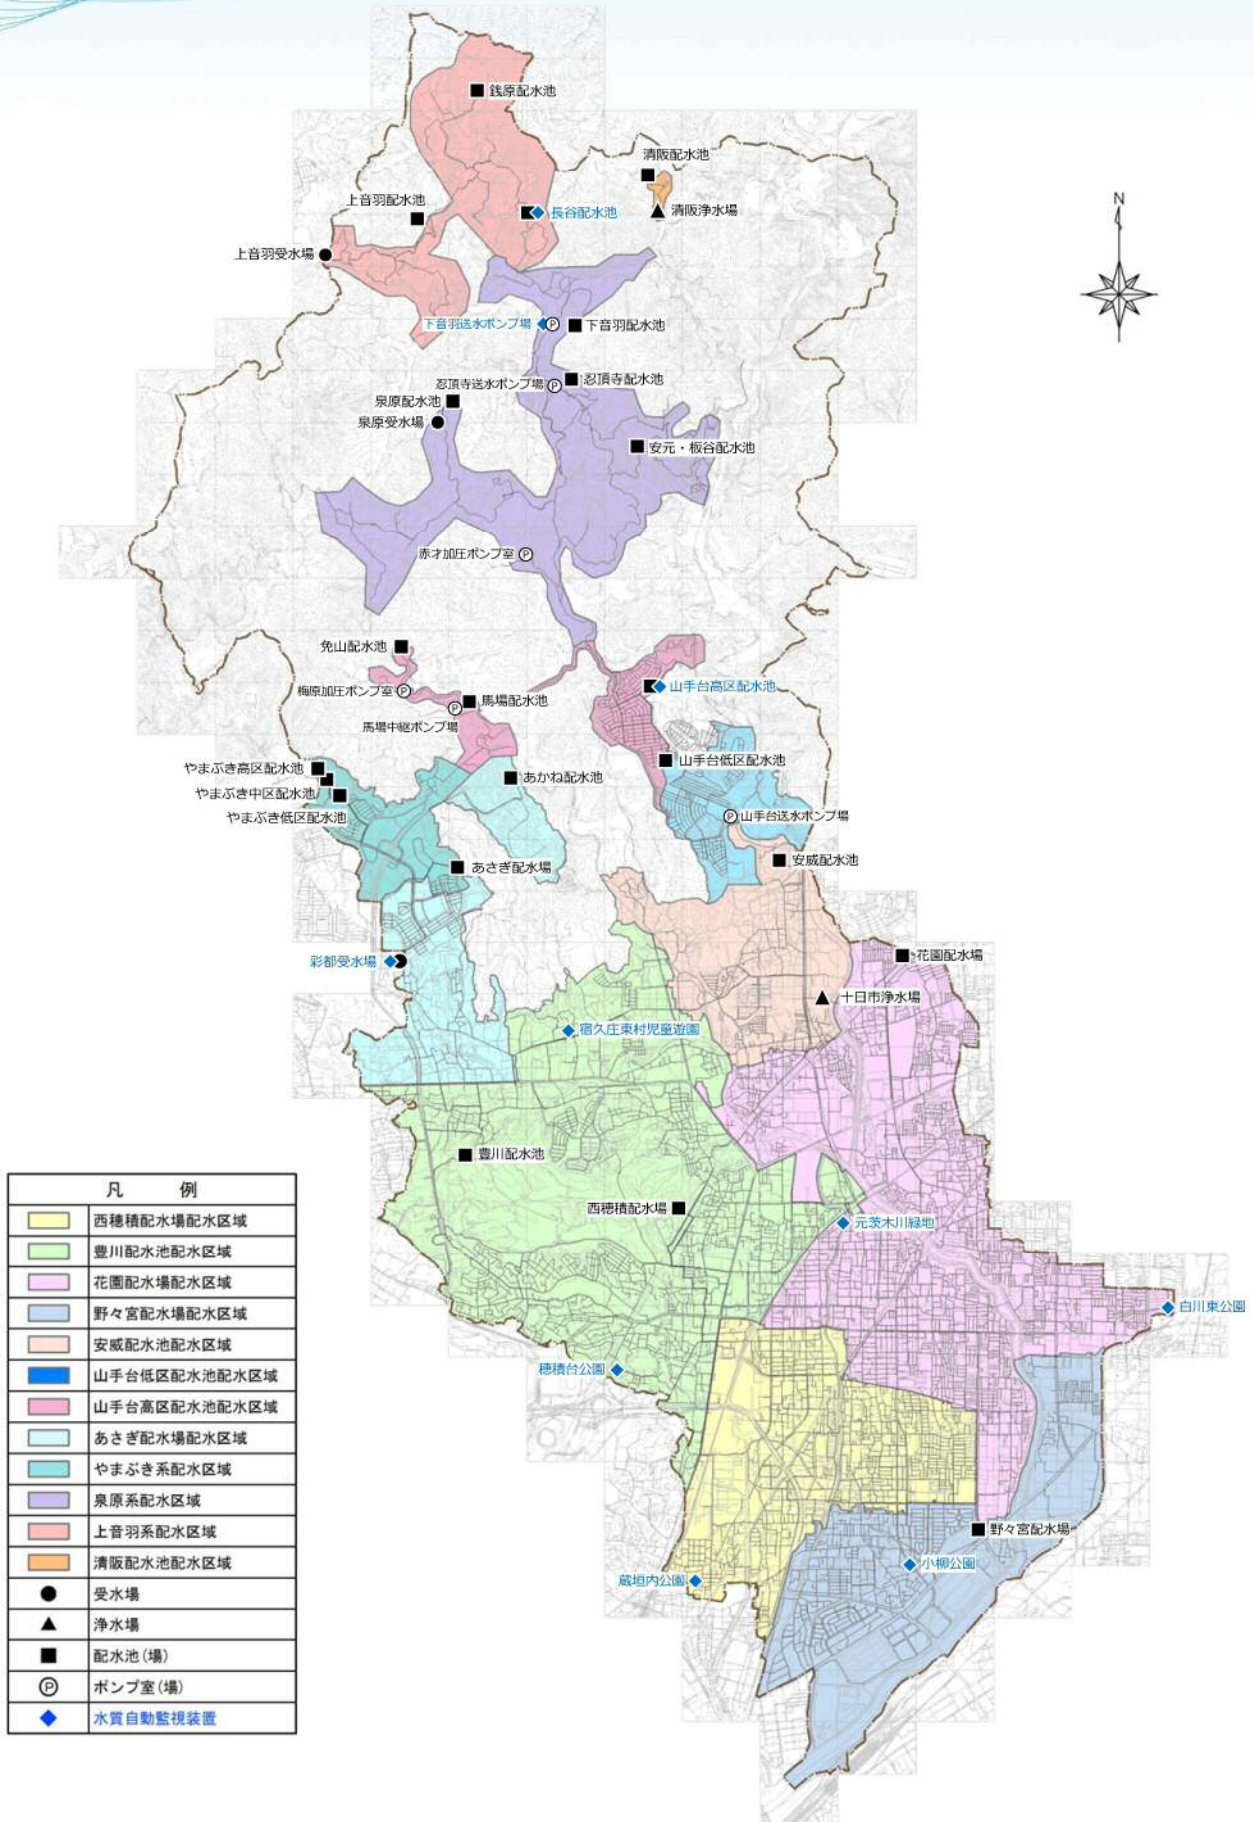 N
銭原配水池
清阪配水池
上音羽配水池
長谷配水池
清阪浄水場
上音羽受水場
下音羽送水ポンプ場
P
下音羽配水池
忍頂寺送水ポンプ場
P
忍頂寺配水池
泉原配水池
泉原受水場
安元・板谷配水池
赤才加圧ポンプ室
P
免山配水池
梅原加圧ポンプ室
P
山手台高区配水池
馬場配水池
P
馬場中継ポンプ場
山手台低区配水池
やまぶき高区配水池
あかね配水池
やまぶき中区配水池
やまぶき低区配水池
P
山手台送水ポンプ場
安威配水池
あさぎ配水場
花園配水場
彩都受水場
十日市浄水場
宿久庄東村児童遊園
豊川配水池
西穂積配水場
元茨木川緑地
白川東公園
穂積台公園
野々宮配水場
小柳公園
蔵垣内公園
凡 例
西穂積配水場配水区域
豊川配水池配水区域
花園配水場配水区域
野々宮配水場配水区域
安威配水池配水区域
山手台低区配水池配水区域
山手台高区配水池配水区域
あさぎ配水場配水区域
やまぶき系配水区域
泉原系配水区域
上音羽系配水区域
清阪配水池配水区域
受水場
浄水場
配水池(場)
P ポンプ室(場)
水質自動監視装置